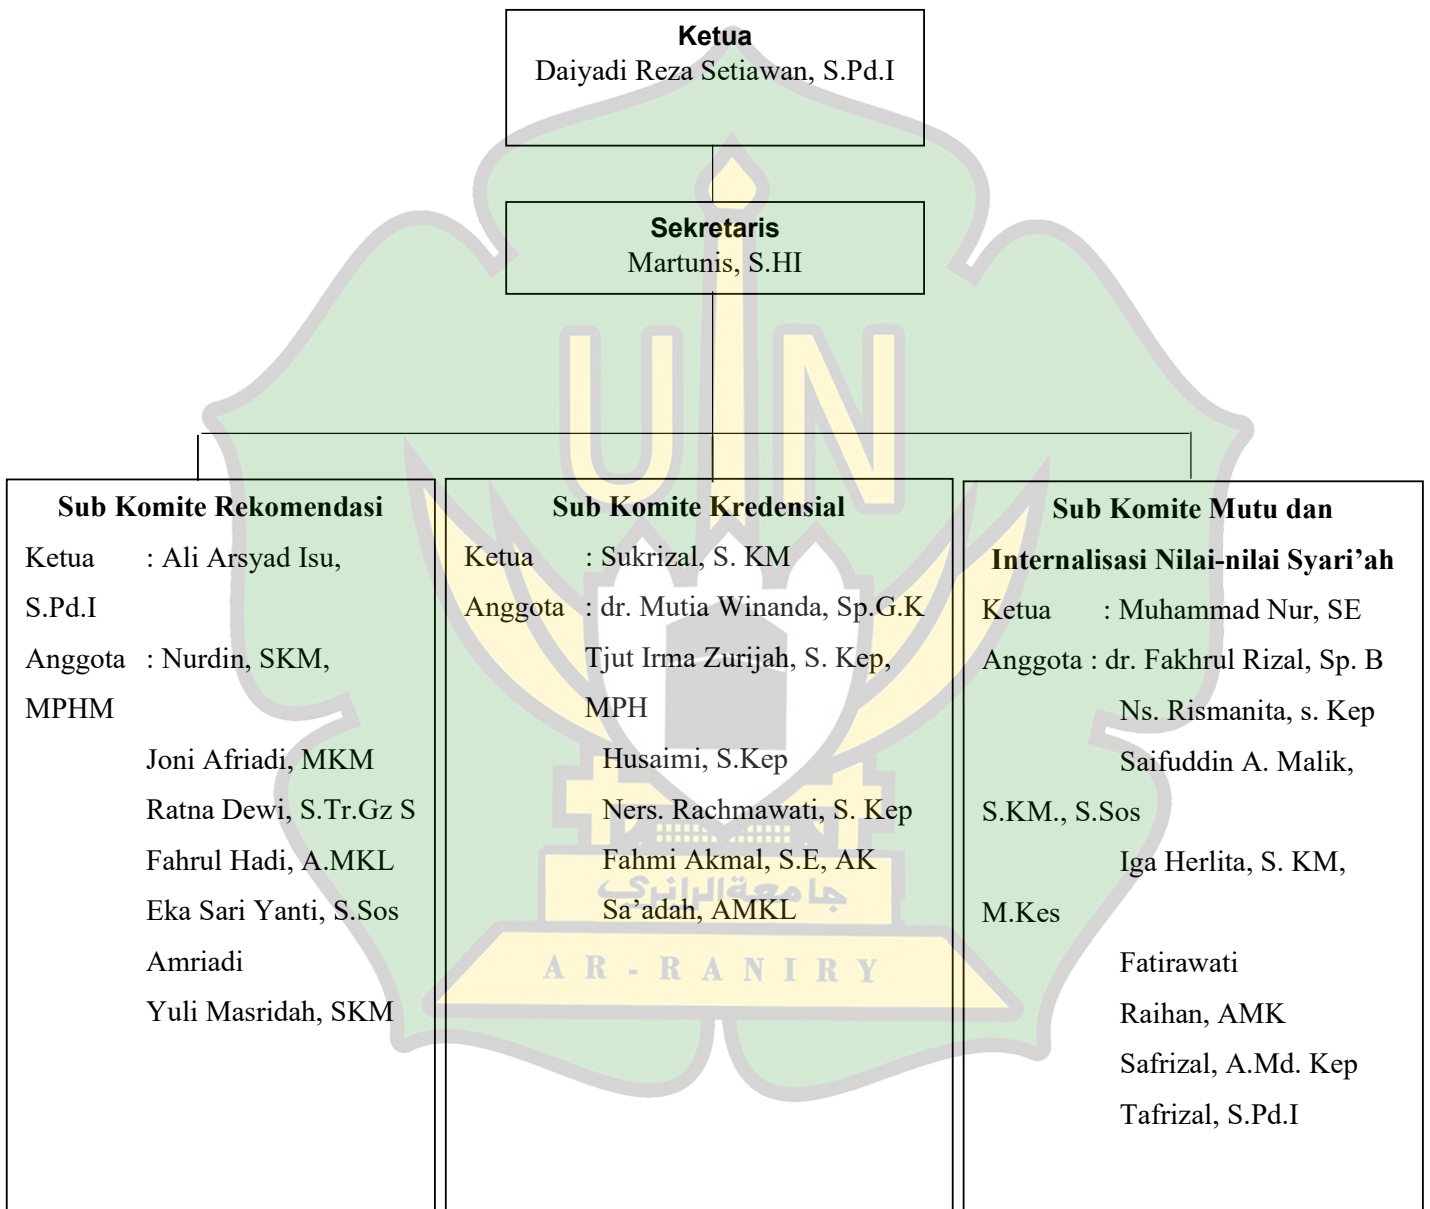 Ketua
Daiyadi Reza Setiawan, S.Pd.I
Sekretaris
Martunis, S.HI
Sub Komite Rekomendasi
Ketua : Ali Arsyad Isu,
S.Pd.I
Anggota : Nurdin, SKM,
MPHM
Joni Afriadi, MKM
Ratna Dewi, S.Tr.Gz S
Fahrul Hadi, A.MKL
Eka Sari Yanti, S.Sos
Amriadi
Yuli Masridah, SKM
Sub Komite Kredensial
Ketua : Sukrizal, S. KM
Anggota : dr. Mutia Winanda, Sp.G.K
Tjut Irma Zurijah, S. Kep,
MPH
Husaimi, S.Kep
Ners. Rachmawati, S. Kep
Fahmi Akmal, S.E, AK
Sa’adah, AMKL
Sub Komite Mutu dan
Internalisasi Nilai-nilai Syari’ah
Ketua : Muhammad Nur, SE
Anggota : dr. Fakhrul Rizal, Sp. B
Ns. Rismanita, s. Kep
Saifuddin A. Malik,
S.KM., S.Sos
Iga Herlita, S. KM,
M.Kes
Fatirawati
Raihan, AMK
Safrizal, A.Md. Kep
Tafrizal, S.Pd.I
UIN
جامعة الرانري
AR-RANIRY